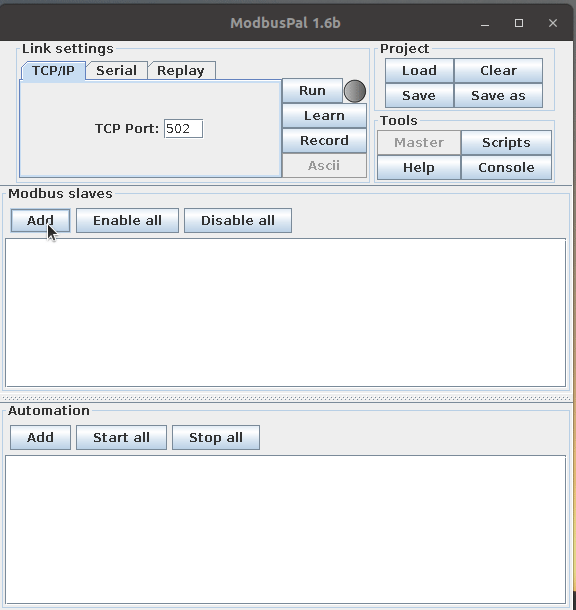 ModbusPal 1.6b
Link settings
TCP/IP Serial Replay
TCP Port: 502
Run
Learn
Record
Ascii
Project
Load Clear
Save Save as
Tools
Master Scripts
Help Console
Modbus slaves
Add Enable all Disable all
Automation
Add Start all Stop all